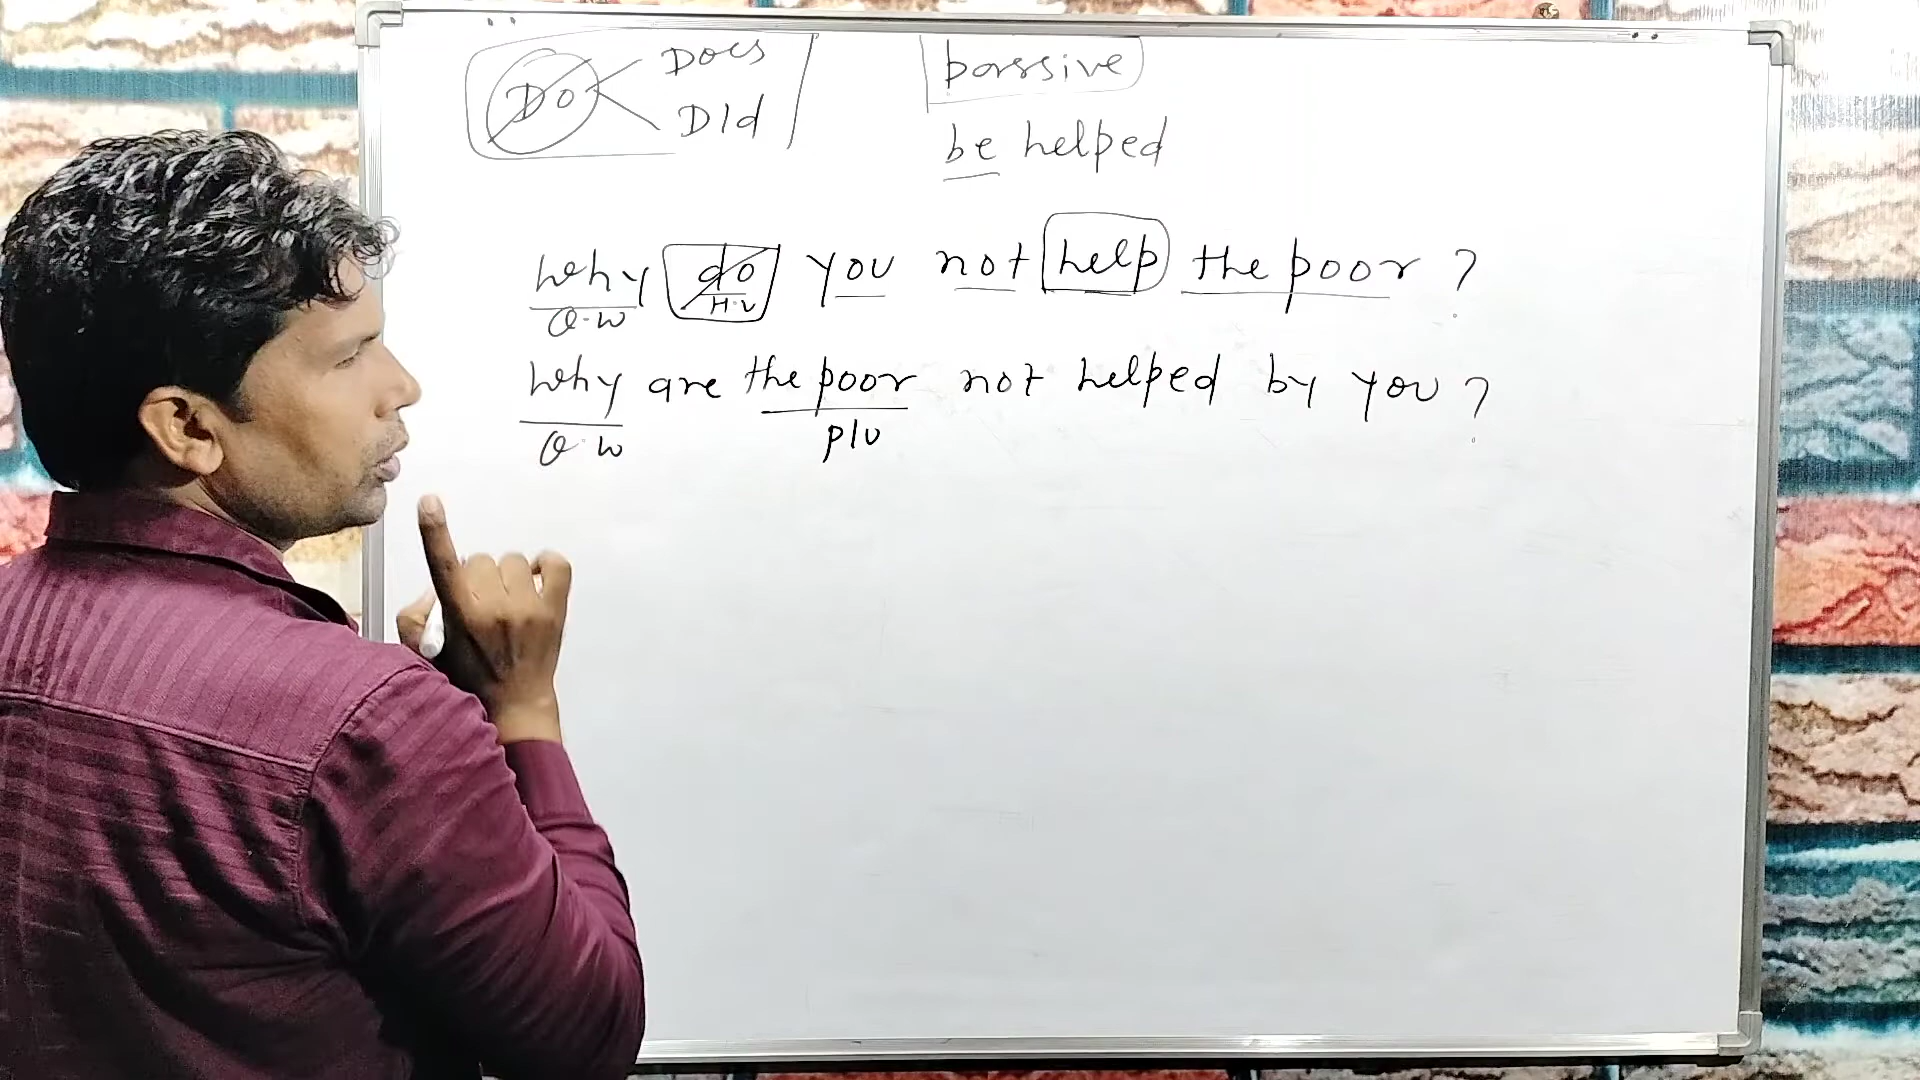 Do Does
Did
passive
be helped
Why do you not help the poor ?
Q.W H.V
Why are the poor not helped by you ?
Q.W plu